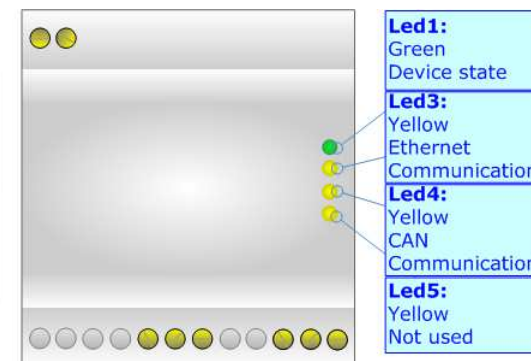 Led1:
Green
Device state
Led3:
Yellow
Ethernet
Communication
Led4:
Yellow
CAN
Communication
Led5:
Yellow
Not used